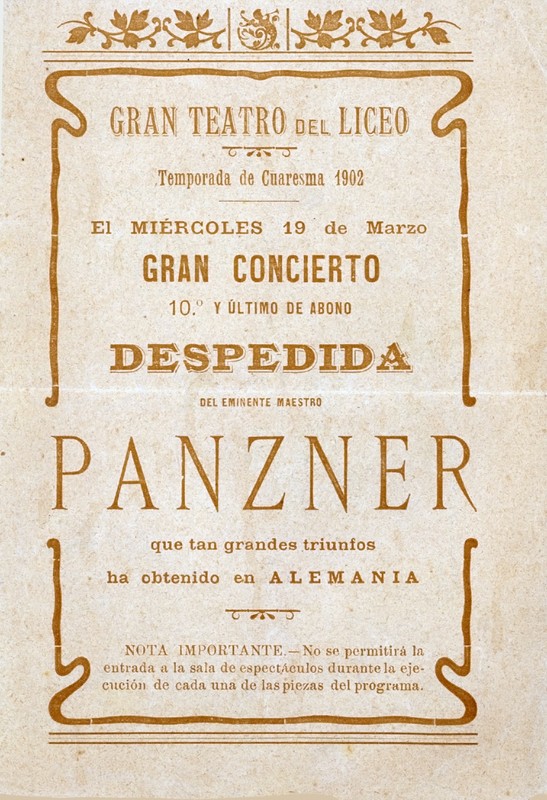 GRAN TEATRO DEL LICEO
Temporada de Cuaresma 1902
El MIÉRCOLES 19 de Marzo
GRAN CONCIERTO
10.º Y ÚLTIMO DE ABONO
DESPEDIDA
DEL EMINENTE MAESTRO
PANZNER
que tan grandes triunfos
ha obtenido en ALEMANIA
NOTA IMPORTANTE.—No se permitirá la
entrada a la sala de espectáculos durante la eje-
cución de cada una de las piezas del programa.